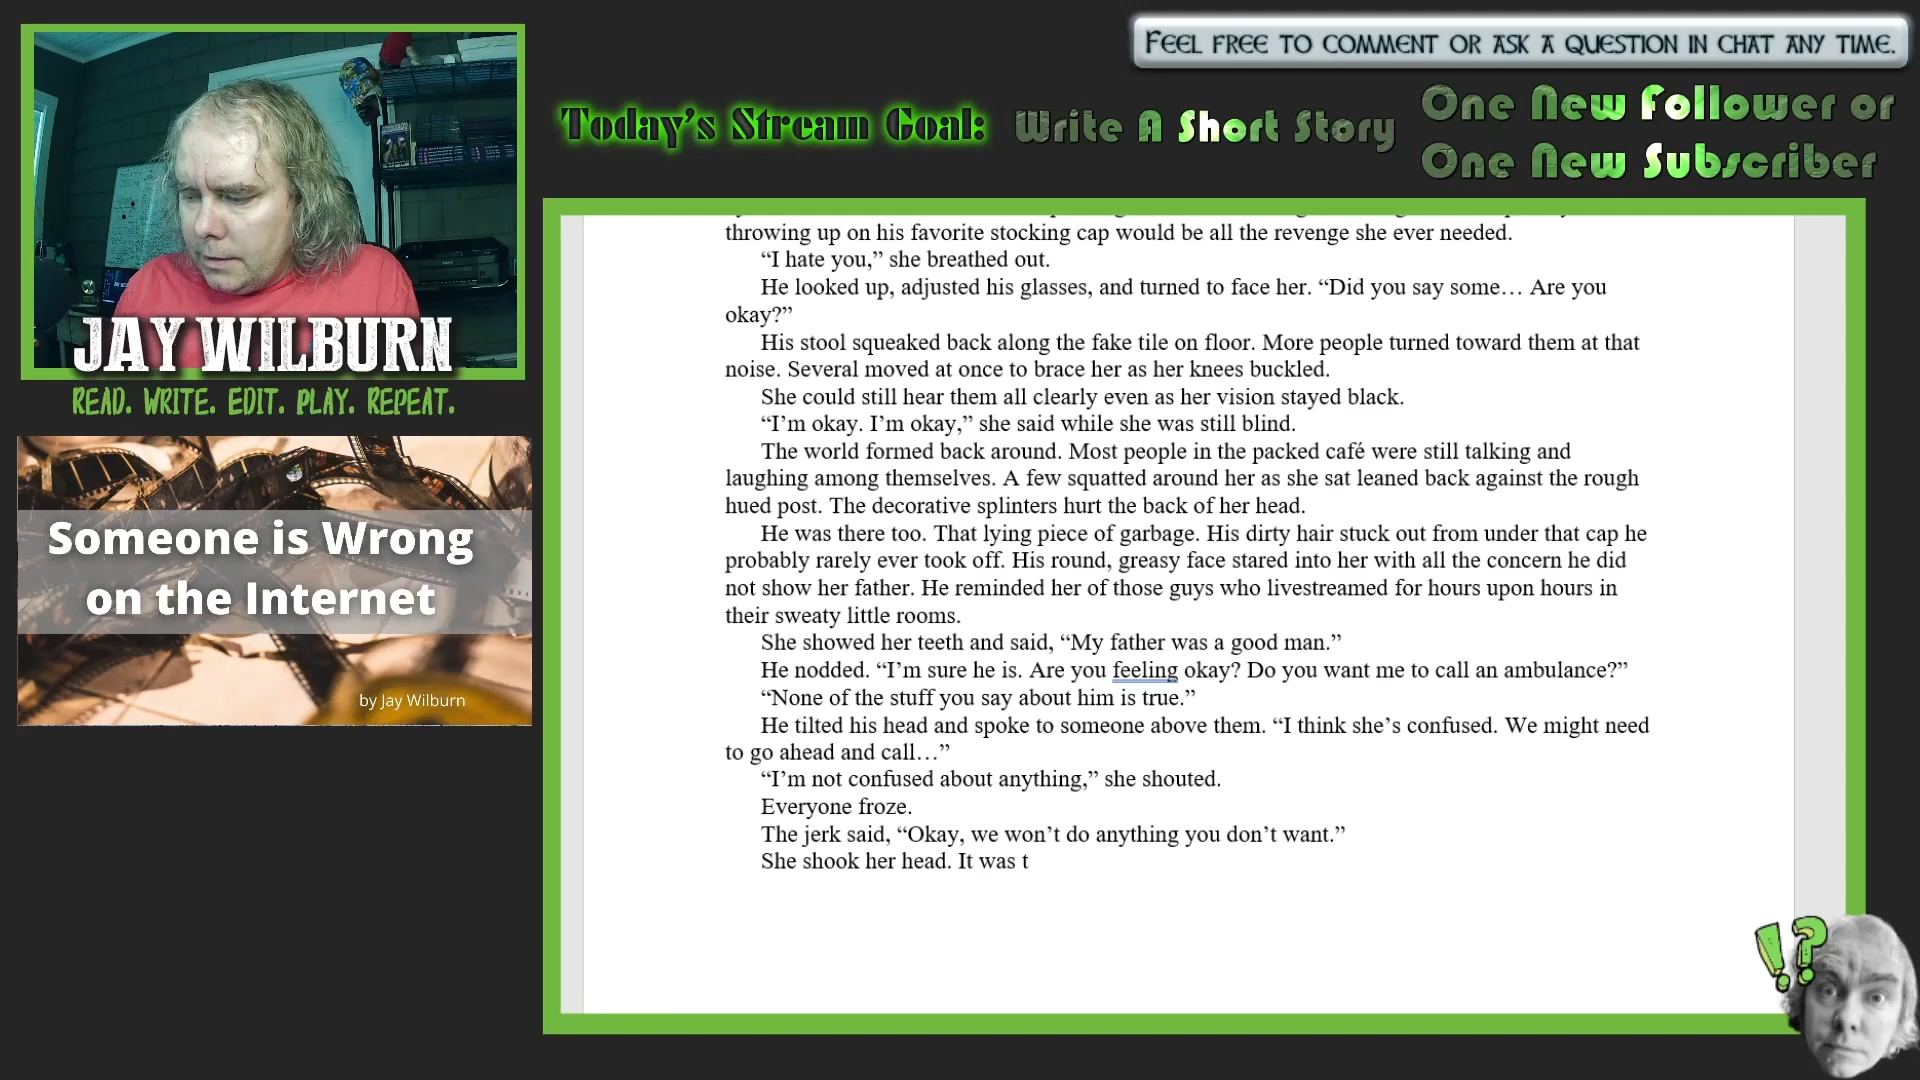 FEEL FREE TO COMMENT OR ASK A QUESTION IN CHAT ANY TIME.
Today's Stream Goal:
Write A Short Story
One New Follower or
One New Subscriber
JAY WILBURN
READ. WRITE. EDIT. PLAY. REPEAT.
Someone is Wrong
on the Internet
by Jay Wilburn
throwing up on his favorite stocking cap would be all the revenge she ever needed.
“I hate you,” she breathed out.
He looked up, adjusted his glasses, and turned to face her. “Did you say some… Are you
okay?”
His stool squeaked back along the fake tile on floor. More people turned toward them at that
noise. Several moved at once to brace her as her knees buckled.
She could still hear them all clearly even as her vision stayed black.
“I’m okay. I’m okay,” she said while she was still blind.
The world formed back around. Most people in the packed café were still talking and
laughing among themselves. A few squatted around her as she sat leaned back against the rough
hued post. The decorative splinters hurt the back of her head.
He was there too. That lying piece of garbage. His dirty hair stuck out from under that cap he
probably rarely ever took off. His round, greasy face stared into her with all the concern he did
not show her father. He reminded her of those guys who livestreamed for hours upon hours in
their sweaty little rooms.
She showed her teeth and said, “My father was a good man.”
He nodded. “I’m sure he is. Are you feeling okay? Do you want me to call an ambulance?”
“None of the stuff you say about him is true.”
He tilted his head and spoke to someone above them. “I think she’s confused. We might need
to go ahead and call…”
“I’m not confused about anything,” she shouted.
Everyone froze.
The jerk said, “Okay, we won’t do anything you don’t want.”
She shook her head. It was t
!?